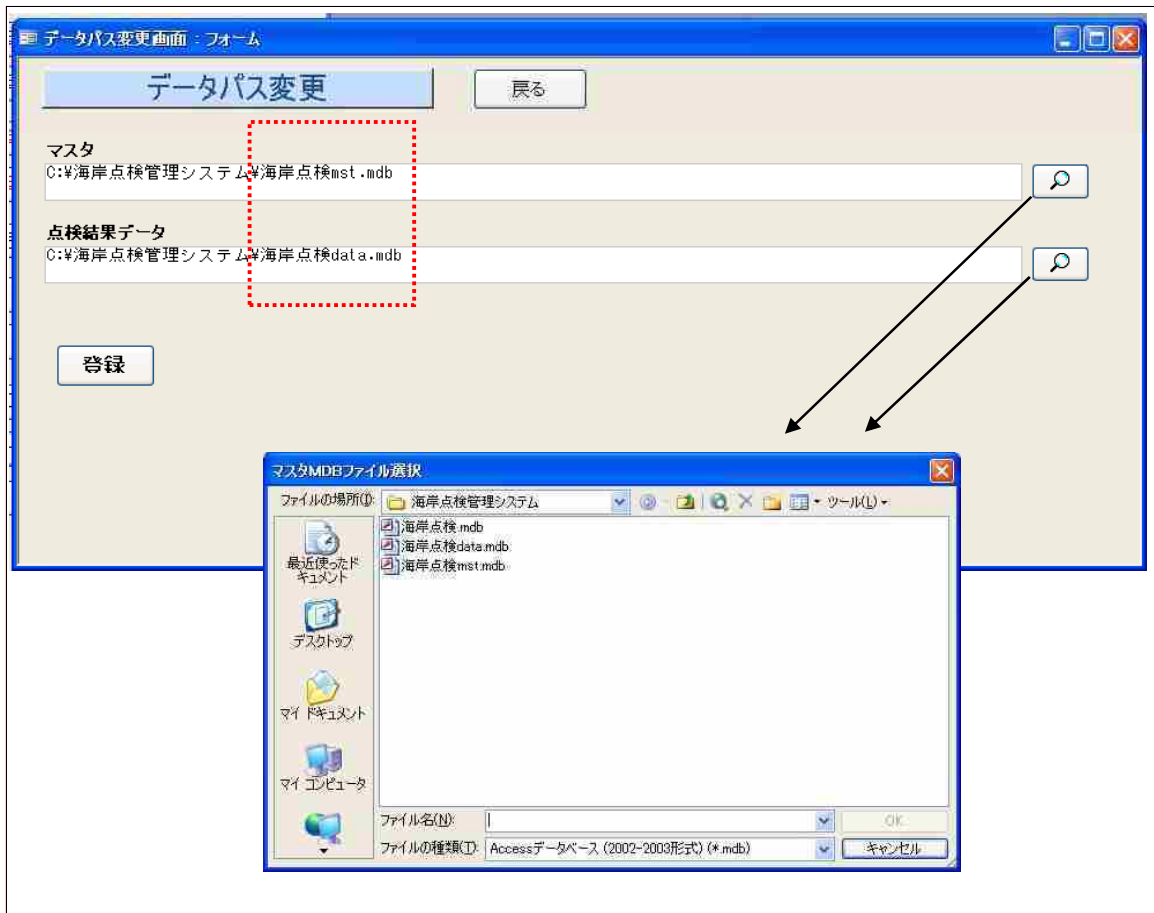 データパス変更画面 : フォーム
データパス変更
戻る
マスタ
C:¥海岸点検管理システム¥海岸点検mst.mdb
点検結果データ
C:¥海岸点検管理システム¥海岸点検data.mdb
登録
マスタMDBファイル選択
ファイルの場所(I):
海岸点検管理システム
ツール(L)
海岸点検.mdb
海岸点検data.mdb
海岸点検mst.mdb
最近使ったド
キュメント
デスクトップ
マイ ドキュメント
マイ コンピュータ
ファイル名(N):
OK
ファイルの種類(T):
Accessデータベース (2002-2003形式) (*.mdb)
キャンセル